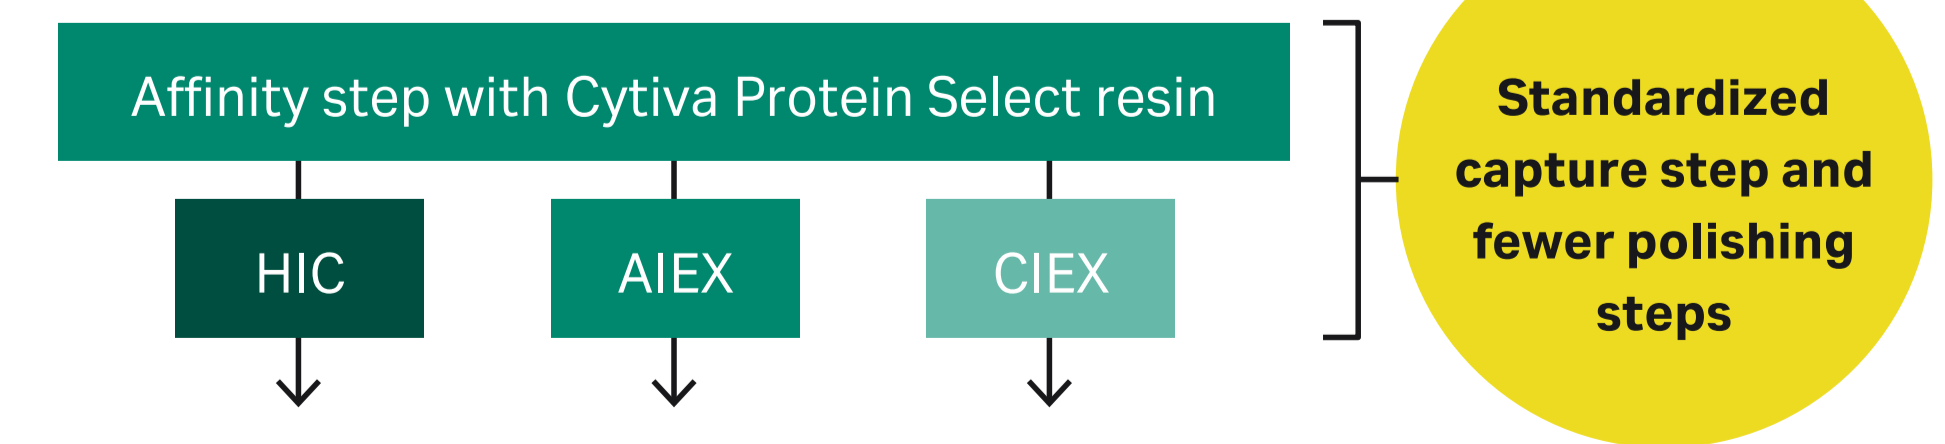 Affinity step with Cytiva Protein Select resin
HIC
AIEX
CIEX
Standardized
capture step and
fewer polishing
steps